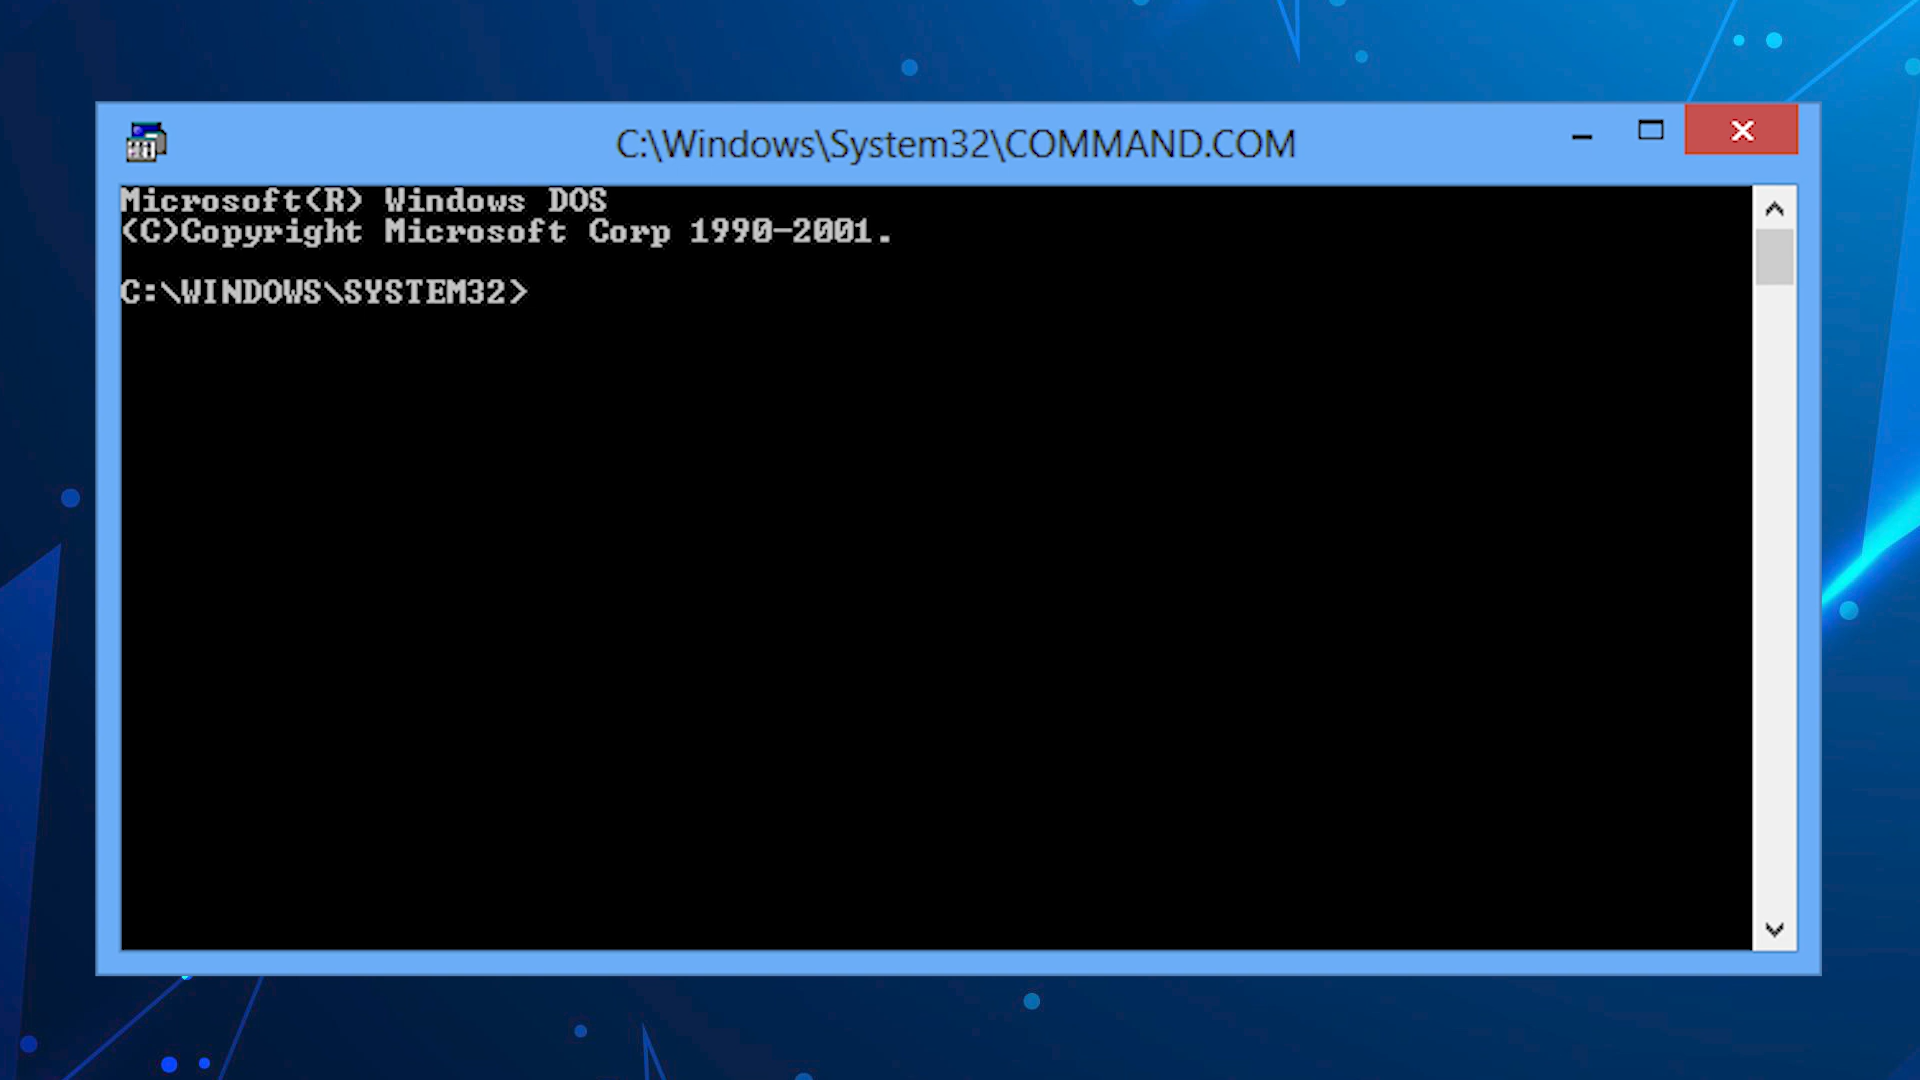 C:\Windows\System32\COMMAND.COM
Microsoft(R) Windows DOS
(C)Copyright Microsoft Corp 1990-2001.
C:\WINDOWS\SYSTEM32>